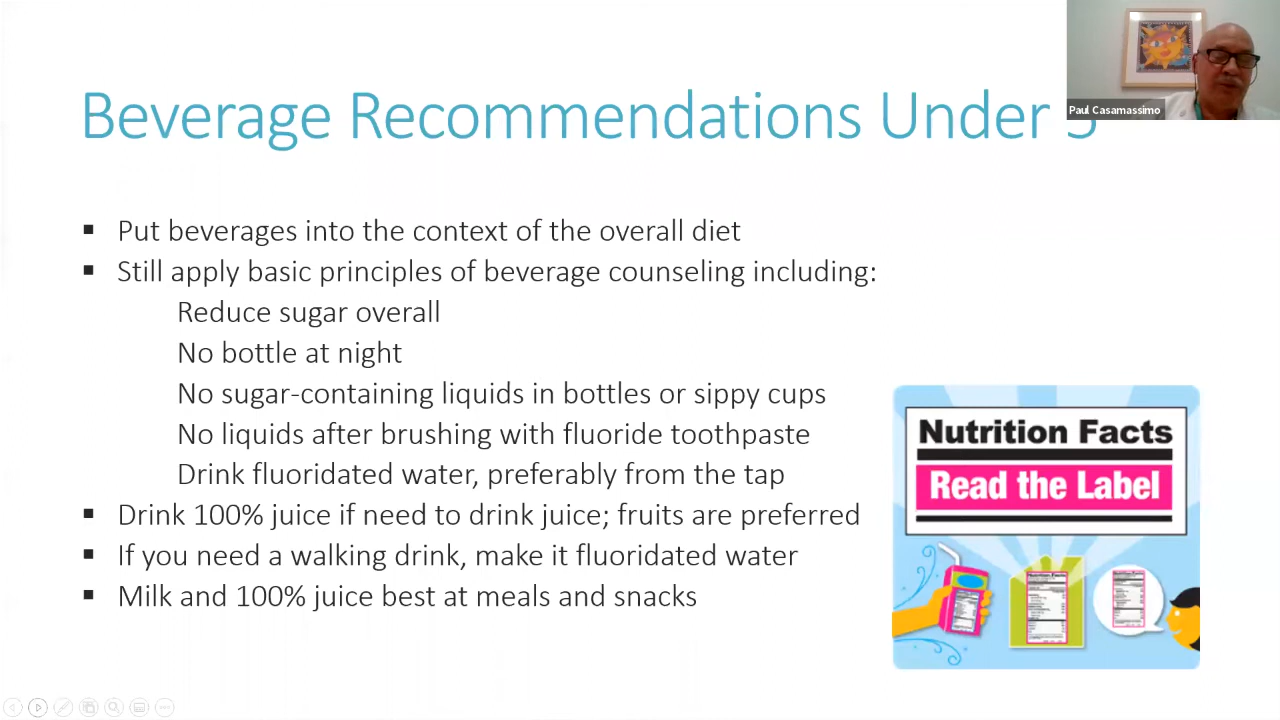 Beverage Recommendations Under 5
Paul Casamassimo
▪ Put beverages into the context of the overall diet
▪ Still apply basic principles of beverage counseling including:
Reduce sugar overall
No bottle at night
No sugar-containing liquids in bottles or sippy cups
No liquids after brushing with fluoride toothpaste
Drink fluoridated water, preferably from the tap
▪ Drink 100% juice if need to drink juice; fruits are preferred
▪ If you need a walking drink, make it fluoridated water
▪ Milk and 100% juice best at meals and snacks
Nutrition Facts
Read the Label
Nutrition Facts